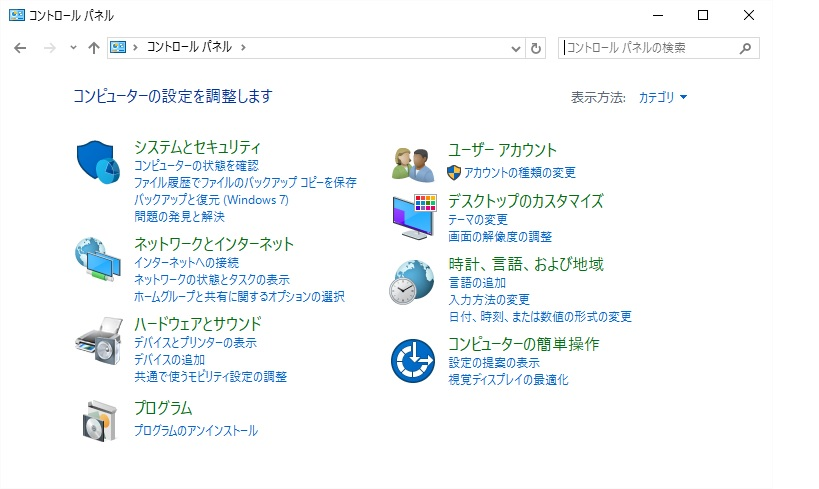 コントロール パネル
コントロール パネル
コントロール パネルの検索
コンピューターの設定を調整します
表示方法: カテゴリ
システムとセキュリティ
コンピューターの状態を確認
ファイル履歴でファイルのバックアップ コピーを保存
バックアップと復元 (Windows 7)
問題の発見と解決
ネットワークとインターネット
インターネットへの接続
ネットワークの状態とタスクの表示
ホームグループと共有に関するオプションの選択
ハードウェアとサウンド
デバイスとプリンターの表示
デバイスの追加
共通で使うモビリティ設定の調整
プログラム
プログラムのアンインストール
ユーザー アカウント
アカウントの種類の変更
デスクトップのカスタマイズ
テーマの変更
画面の解像度の調整
時計、言語、および地域
言語の追加
入力方法の変更
日付、時刻、または数値の形式の変更
コンピューターの簡単操作
設定の提案の表示
視覚ディスプレイの最適化